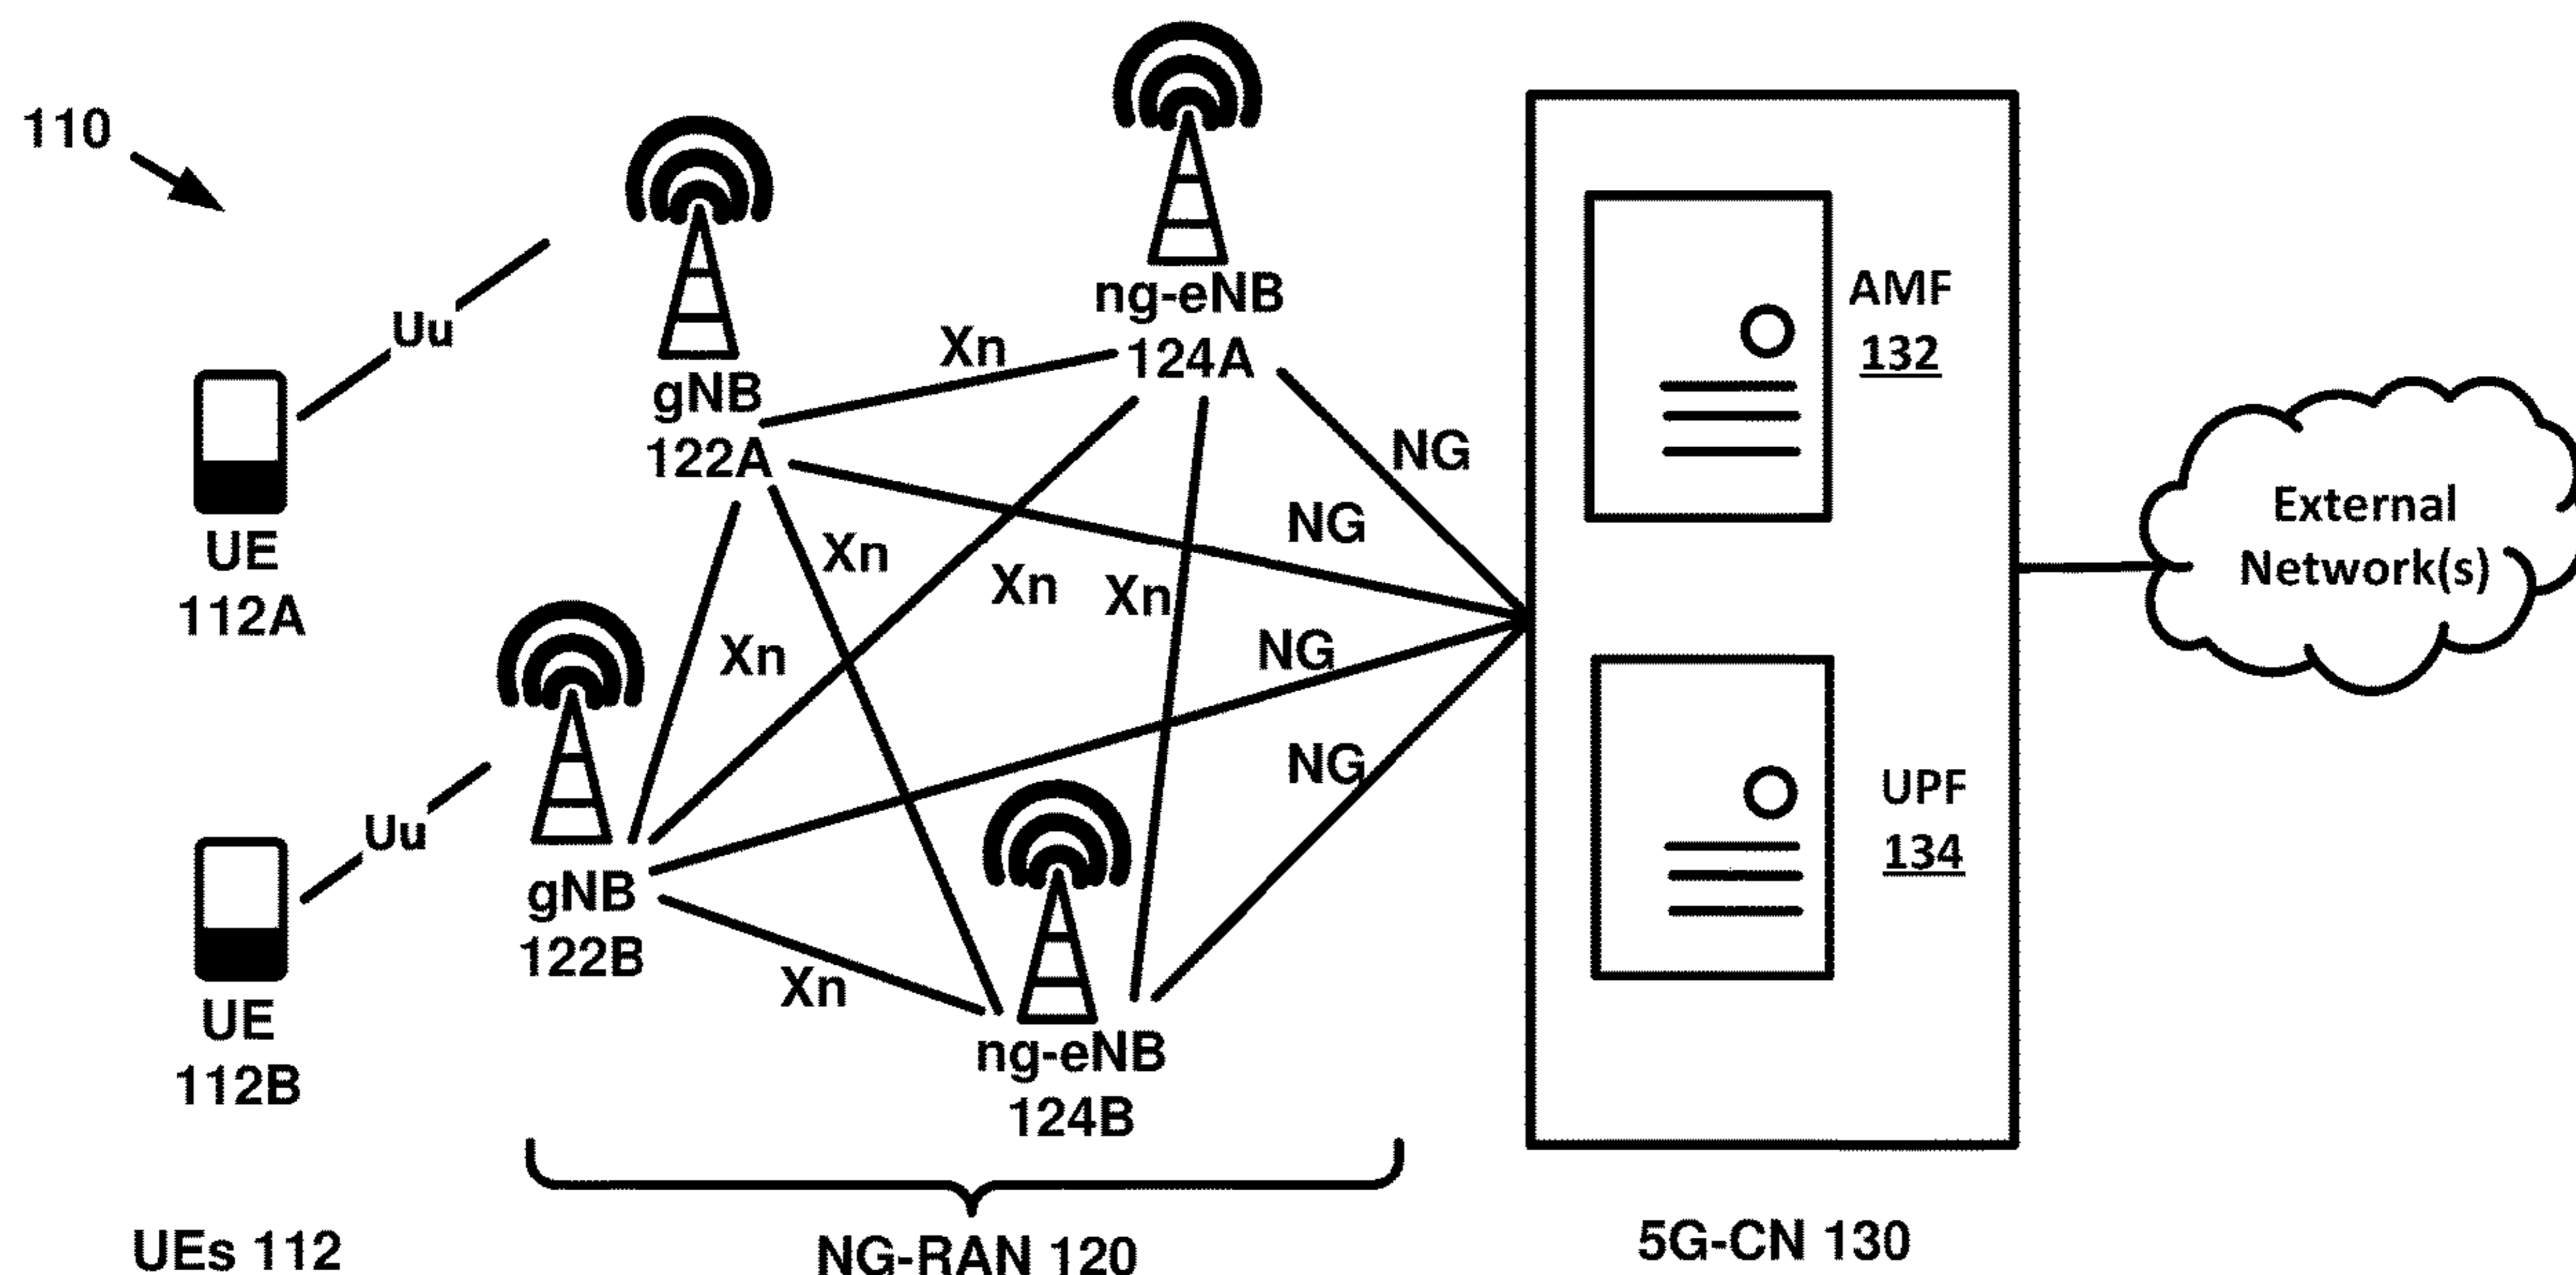 110
Uu
UE
112A
Uu
UE
112B
UEs 112
gNB
122A
gNB
122B
ng-eNB
124A
ng-eNB
124B
Xn
Xn
Xn
Xn
Xn
Xn
NG
NG
NG
NG
NG-RAN 120
AMF
132
UPF
134
5G-CN 130
External
Network(s)